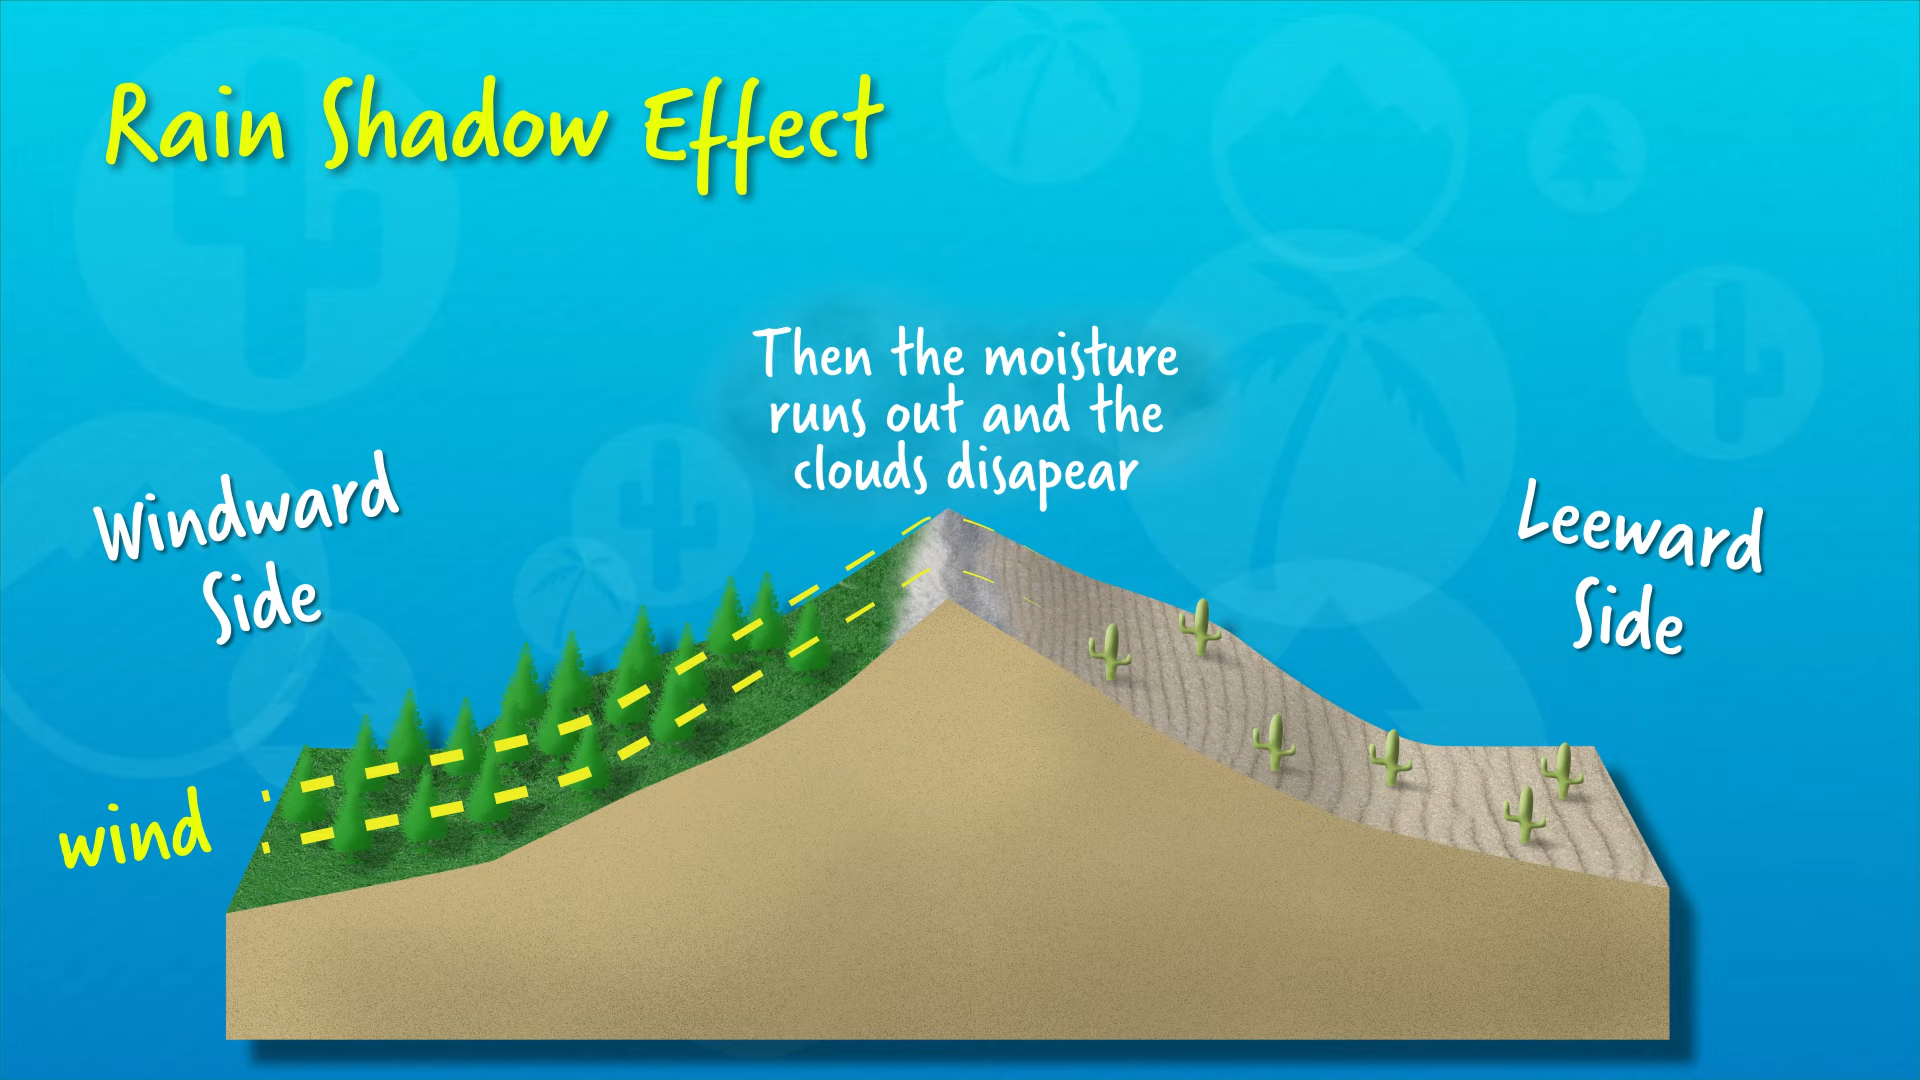 Rain Shadow Effect
Then the moisture
runs out and the
clouds disapear
Windward
Side
Leeward
Side
wind